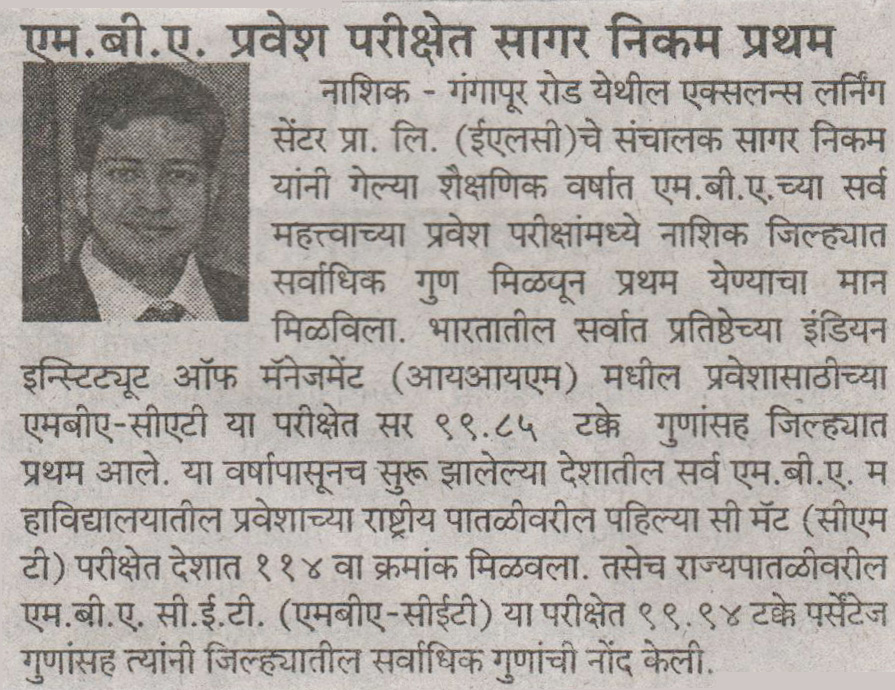 एम.बी.ए. प्रवेश परीक्षेत सागर निकम प्रथम
नाशिक - गंगापूर रोड येथील एक्सलन्स लर्निंग
सेंटर प्रा. लि. (ईएलसी)चे संचालक सागर निकम
यांनी गेल्या शैक्षणिक वर्षात एम.बी.ए.च्या सर्व
महत्त्वाच्या प्रवेश परीक्षांमध्ये नाशिक जिल्ह्यात
सर्वाधिक गुण मिळवून प्रथम येण्याचा मान
मिळविला. भारतातील सर्वात प्रतिष्ठेच्या इंडियन
इन्स्टिट्यूट ऑफ मॅनेजमेंट (आयआयएम) मधील प्रवेशासाठीच्या
एमबीए-सीएटी या परीक्षेत सर ९९.८५ टक्के गुणांसह जिल्ह्यात
प्रथम आले. या वर्षापासूनच सुरू झालेल्या देशातील सर्व एम.बी.ए. म
हाविद्यालयातील प्रवेशाच्या राष्ट्रीय पातळीवरील पहिल्या सी मॅट (सीएम
टी) परीक्षेत देशात ११४ वा क्रमांक मिळवला. तसेच राज्यपातळीवरील
एम.बी.ए. सी.ई.टी. (एमबीए-सीईटी) या परीक्षेत ९९.९४ टक्के पर्सेंटेज
गुणांसह त्यांनी जिल्ह्यातील सर्वाधिक गुणांची नोंद केली.